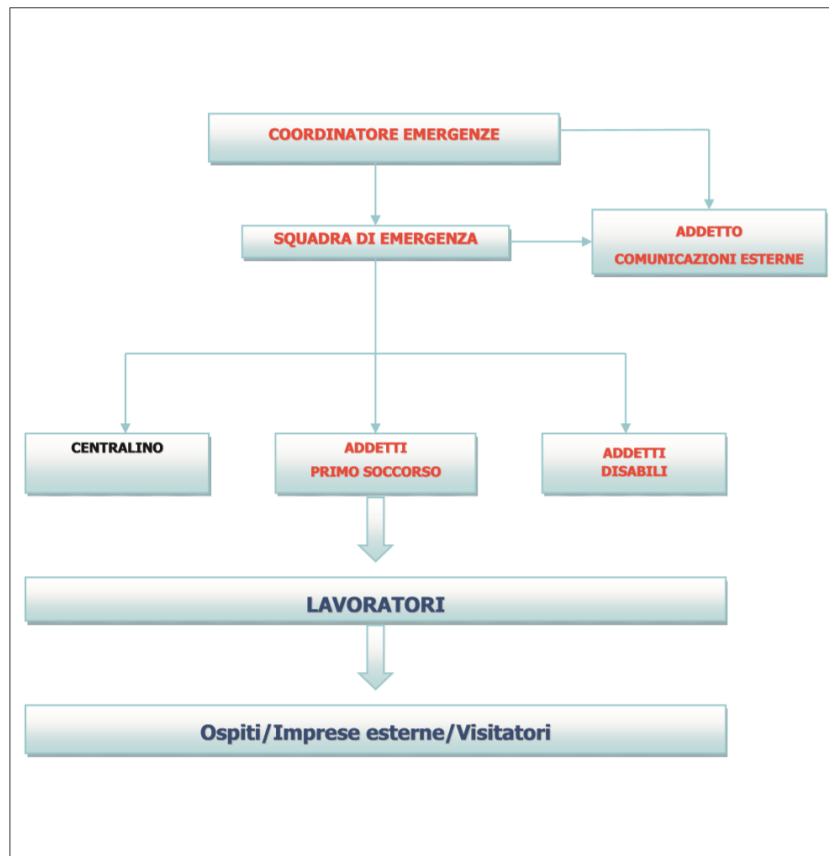 COORDINATORE EMERGENZE
SQUADRA DI EMERGENZA
ADDETTO
COMUNICAZIONI ESTERNE
CENTRALINO
ADDETTI
PRIMO SOCCORSO
ADDETTI
DISABILI
LAVORATORI
Ospiti/Imprese esterne/Visitatori